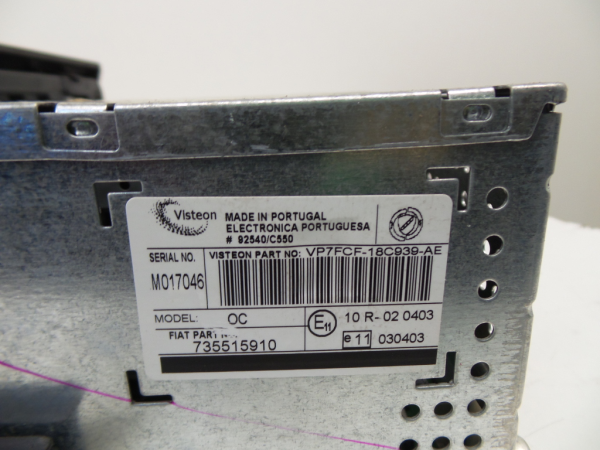 Visteon
MADE IN PORTUGAL
ELECTRONICA PORTUGUESA
# 92540/C550
SERIAL NO.
VISTEON PART NO: VP7FCF-18C939-AE
M017046
MODEL: OC
E11
10 R- 02 0403
FIAT PART
735515910
e 11 030403